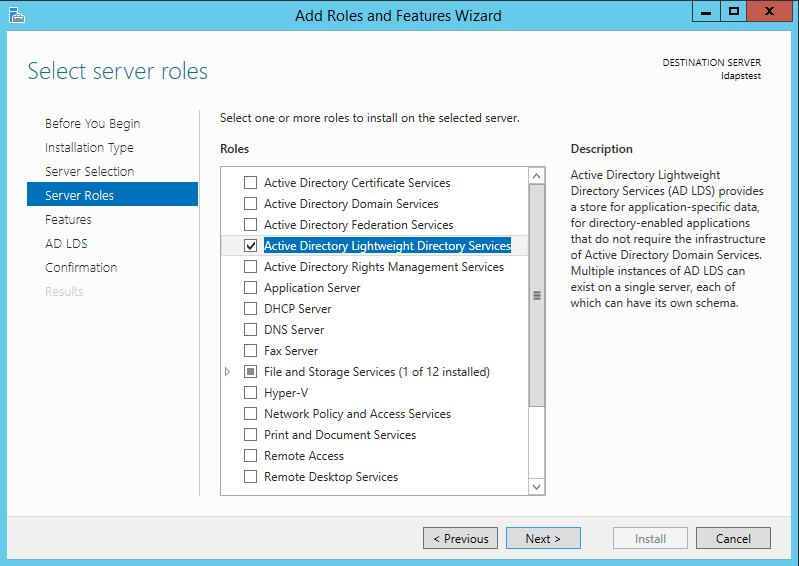 Add Roles and Features Wizard
Select server roles
DESTINATION SERVER
ldapstest
Before You Begin
Installation Type
Server Selection
Server Roles
Features
AD LDS
Confirmation
Results
Select one or more roles to install on the selected server.
Roles
Active Directory Certificate Services
Active Directory Domain Services
Active Directory Federation Services
Active Directory Lightweight Directory Services
Active Directory Rights Management Services
Application Server
DHCP Server
DNS Server
Fax Server
File and Storage Services (1 of 12 installed)
Hyper-V
Network Policy and Access Services
Print and Document Services
Remote Access
Remote Desktop Services
Description
Active Directory Lightweight
Directory Services (AD LDS) provides
a store for application-specific data,
for directory-enabled applications
that do not require the infrastructure
of Active Directory Domain Services.
Multiple instances of AD LDS can
exist on a single server, each of
which can have its own schema.
< Previous
Next >
Install
Cancel